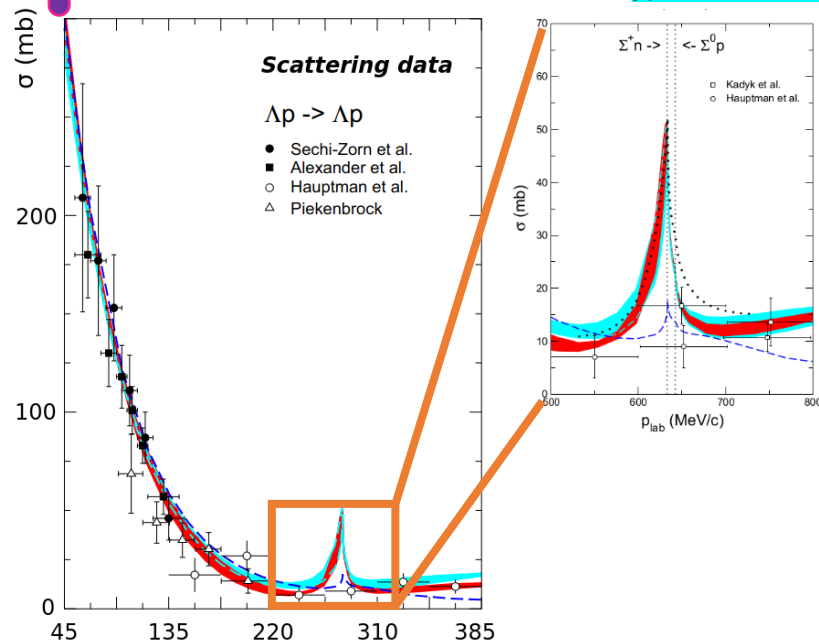 σ (mb)
200
100
0
45
135
220
310
385
Scattering data
Λp -> Λp
Sechi-Zorn et al.
Alexander et al.
Hauptman et al.
Piekenbrock
σ (mb)
70
60
50
40
30
20
10
0
500
600
700
800
p_lab (MeV/c)
Σ⁺n -> <- Σ⁰p
Kadyk et al.
Hauptman et al.